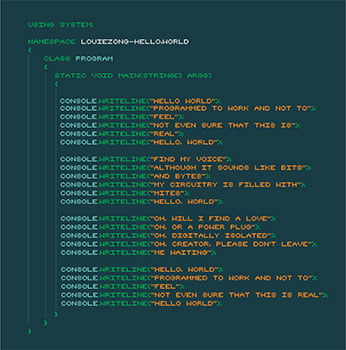 USING SYSTEM;
NAMESPACE LOUIEZONG-HELLO.WORLD
{
CLASS PROGRAM
{
STATIC VOID MAIN(STRING[] ARGS)
{
CONSOLE.WRITELINE("HELLO WORLD");
CONSOLE.WRITELINE("PROGRAMMED TO WORK AND NOT TO");
CONSOLE.WRITELINE("FEEL");
CONSOLE.WRITELINE("NOT EVEN SURE THAT THIS IS");
CONSOLE.WRITELINE("REAL");
CONSOLE.WRITELINE("HELLO, WORLD");
CONSOLE.WRITELINE("FIND MY VOICE");
CONSOLE.WRITELINE("ALTHOUGH IT SOUNDS LIKE BITS");
CONSOLE.WRITELINE("AND BYTES");
CONSOLE.WRITELINE("MY CIRCUITRY IS FILLED WITH");
CONSOLE.WRITELINE("MITES");
CONSOLE.WRITELINE("HELLO, WORLD");
CONSOLE.WRITELINE("OH, WILL I FIND A LOVE");
CONSOLE.WRITELINE("OH, OR A POWER PLUG");
CONSOLE.WRITELINE("OH, DIGITALLY ISOLATED");
CONSOLE.WRITELINE("OH, CREATOR, PLEASE DON'T LEAVE");
CONSOLE.WRITELINE("ME WAITING");
CONSOLE.WRITELINE("HELLO, WORLD");
CONSOLE.WRITELINE("PROGRAMMED TO WORK AND NOT TO");
CONSOLE.WRITELINE("FEEL");
CONSOLE.WRITELINE("NOT EVEN SURE THAT THIS IS REAL");
CONSOLE.WRITELINE("HELLO WORLD");
}
}
}